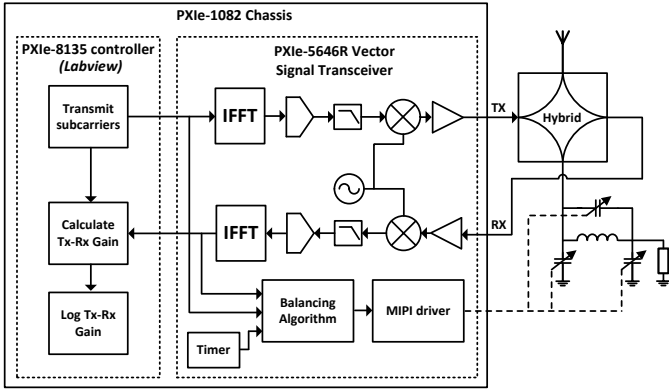 PXIe-1082 Chassis
PXIe-8135 controller
(Labview)
PXIe-5646R Vector
Signal Transceiver
Transmit
subcarriers
IFFT
TX
Hybrid
Calculate
Tx-Rx Gain
IFFT
RX
Log Tx-Rx
Gain
Balancing
Algorithm
MIPI driver
Timer